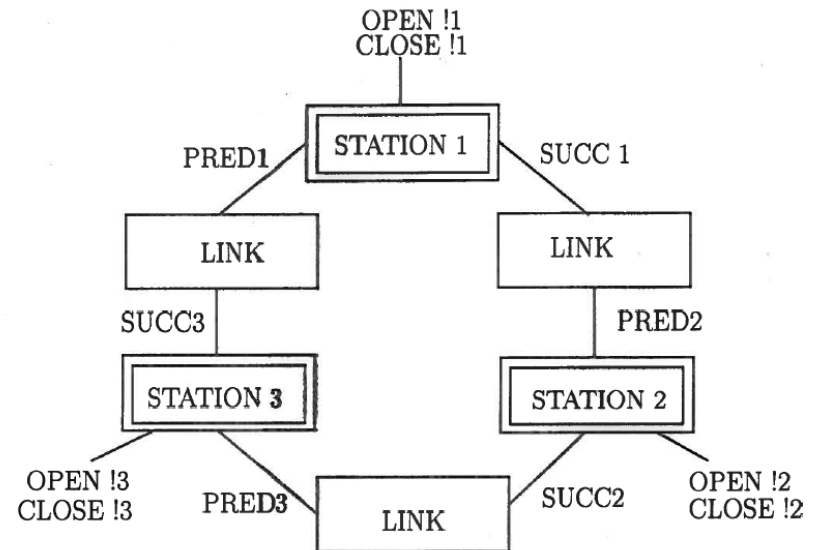 OPEN !1
CLOSE !1
STATION 1
PRED1
SUCC 1
LINK
LINK
SUCC3
PRED2
STATION 3
STATION 2
OPEN !3
CLOSE !3
PRED3
LINK
SUCC2
OPEN !2
CLOSE !2